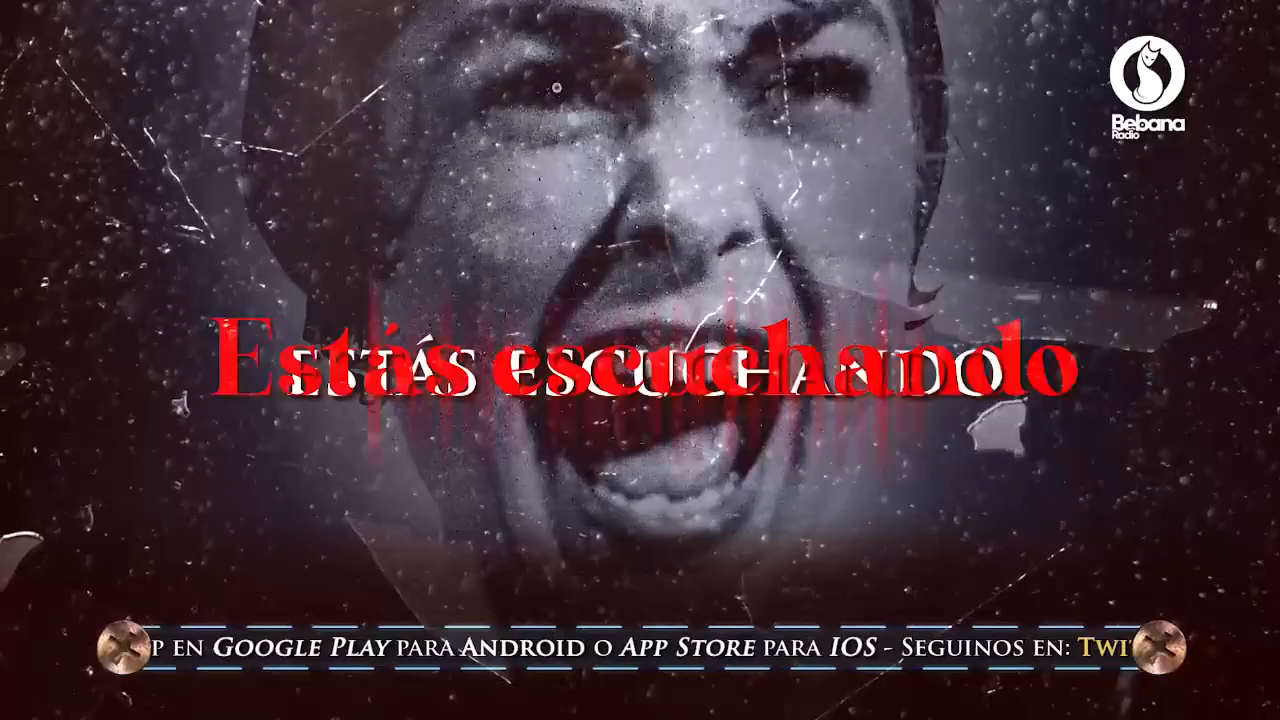 Bebana
Radio
Estás escuchando
ESTÁS ESCUCHANDO
P EN GOOGLE PLAY PARA ANDROID O APP STORE PARA IOS - SEGUINOS EN: TWI